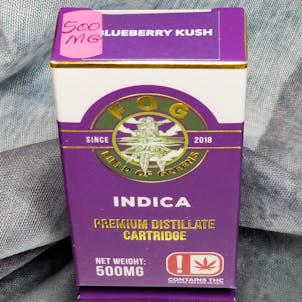 500
MG
BLUEBERRY KUSH
FOG
SINCE
2018
FIELD OF GREENS
INDICA
PREMIUM DISTILLATE
CARTRIDGE
NET WEIGHT:
500MG
!
CONTAINS THC